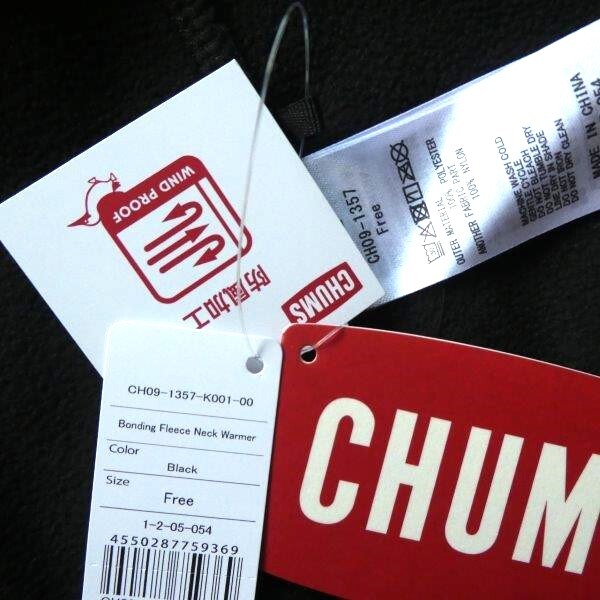 WIND PROOF
防風加工
CHUMS
CH09-1357
Free
OUTER MATERIAL 100% POLYESTER
ANOTHER FABRIC PART
100% NYLON
MACHINE WASH COLD
GENTLE CYCLE
DO NOT BLEACH
DO NOT TUMBLE DRY
LINE DRY IN SHADE
DO NOT IRON
DO NOT DRY CLEAN
MADE IN CHINA
CH09-1357-K001-00
Bonding Fleece Neck Warmer
Color
Black
Size
Free
1-2-05-054
4550287759369
CHUMS